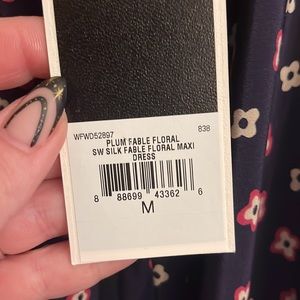 WFWD52897 838
PLUM FABLE FLORAL
SW SILK FABLE FLORAL MAXI
DRESS
8 88699 43362 6
M